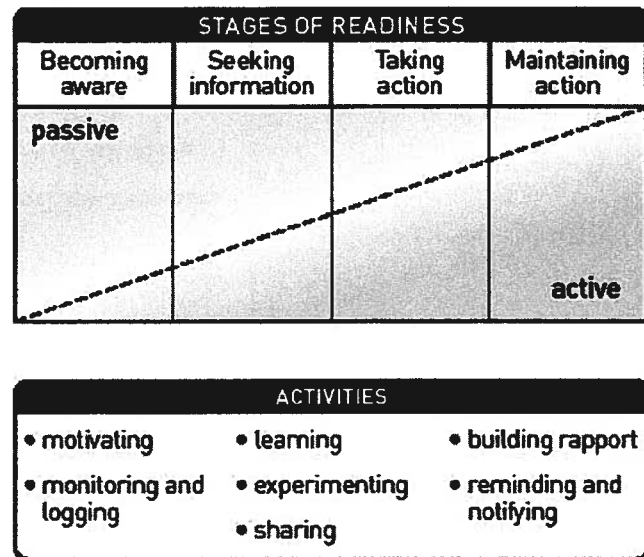 STAGES OF READINESS
Becoming aware
Seeking information
Taking action
Maintaining action
passive
active
ACTIVITIES
• motivating
• monitoring and logging
• learning
• experimenting
• sharing
• building rapport
• reminding and notifying